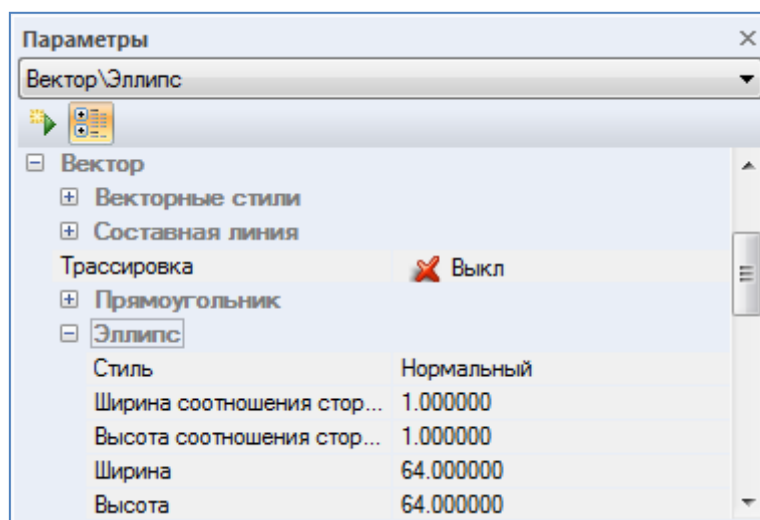 Параметры
Вектор\Эллипс
Вектор
Векторные стили
Составная линия
Трассировка Выкл
Прямоугольник
Эллипс
Стиль Нормальный
Ширина соотношения стор... 1.000000
Высота соотношения стор... 1.000000
Ширина 64.000000
Высота 64.000000